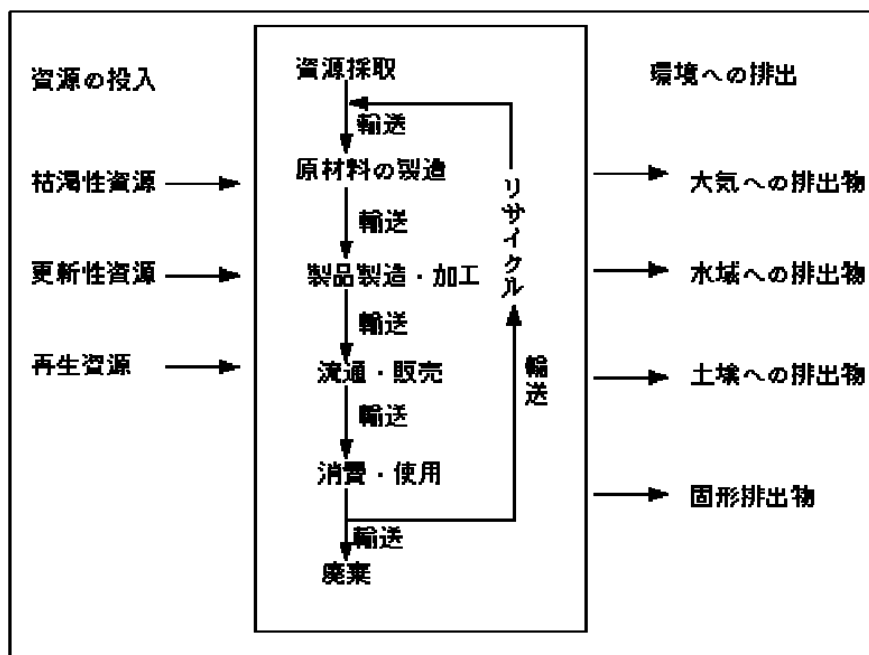 資源の投入
枯渇性資源
更新性資源
再生資源
資源採取
輸送
原材料の製造
輸送
製品製造・加工
輸送
流通・販売
輸送
消費・使用
輸送
廃棄
リサイクル
輸送
環境への排出
大気への排出物
水域への排出物
土壌への排出物
固形排出物